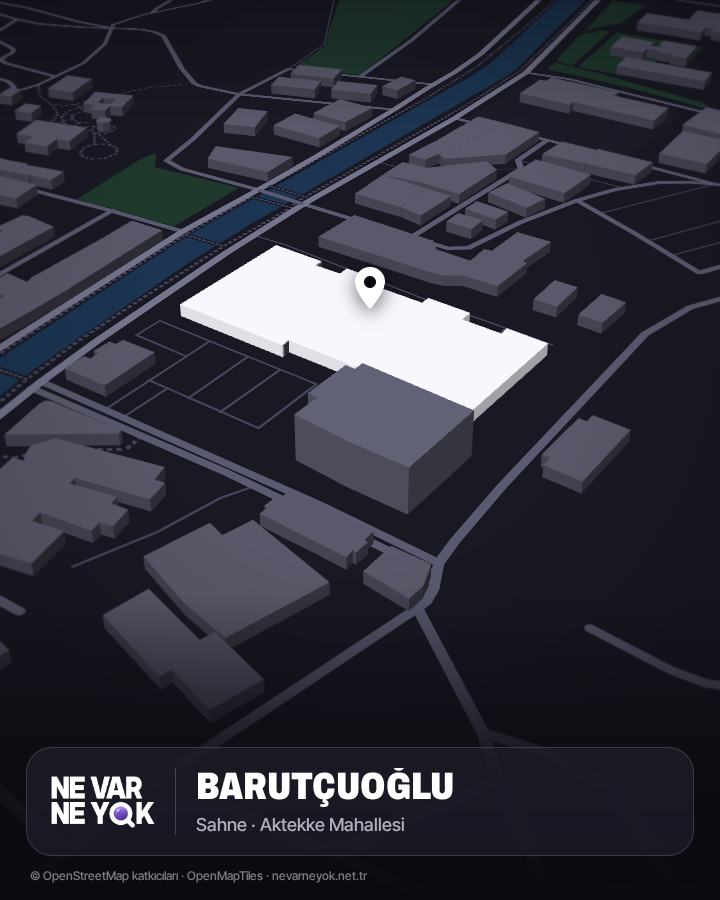 NE VAR
NE YOK
BARUTÇUOĞLU
Sahne · Aktekke Mahallesi
© OpenStreetMap katkıcıları · OpenMapTiles · nevarneyok.net.tr